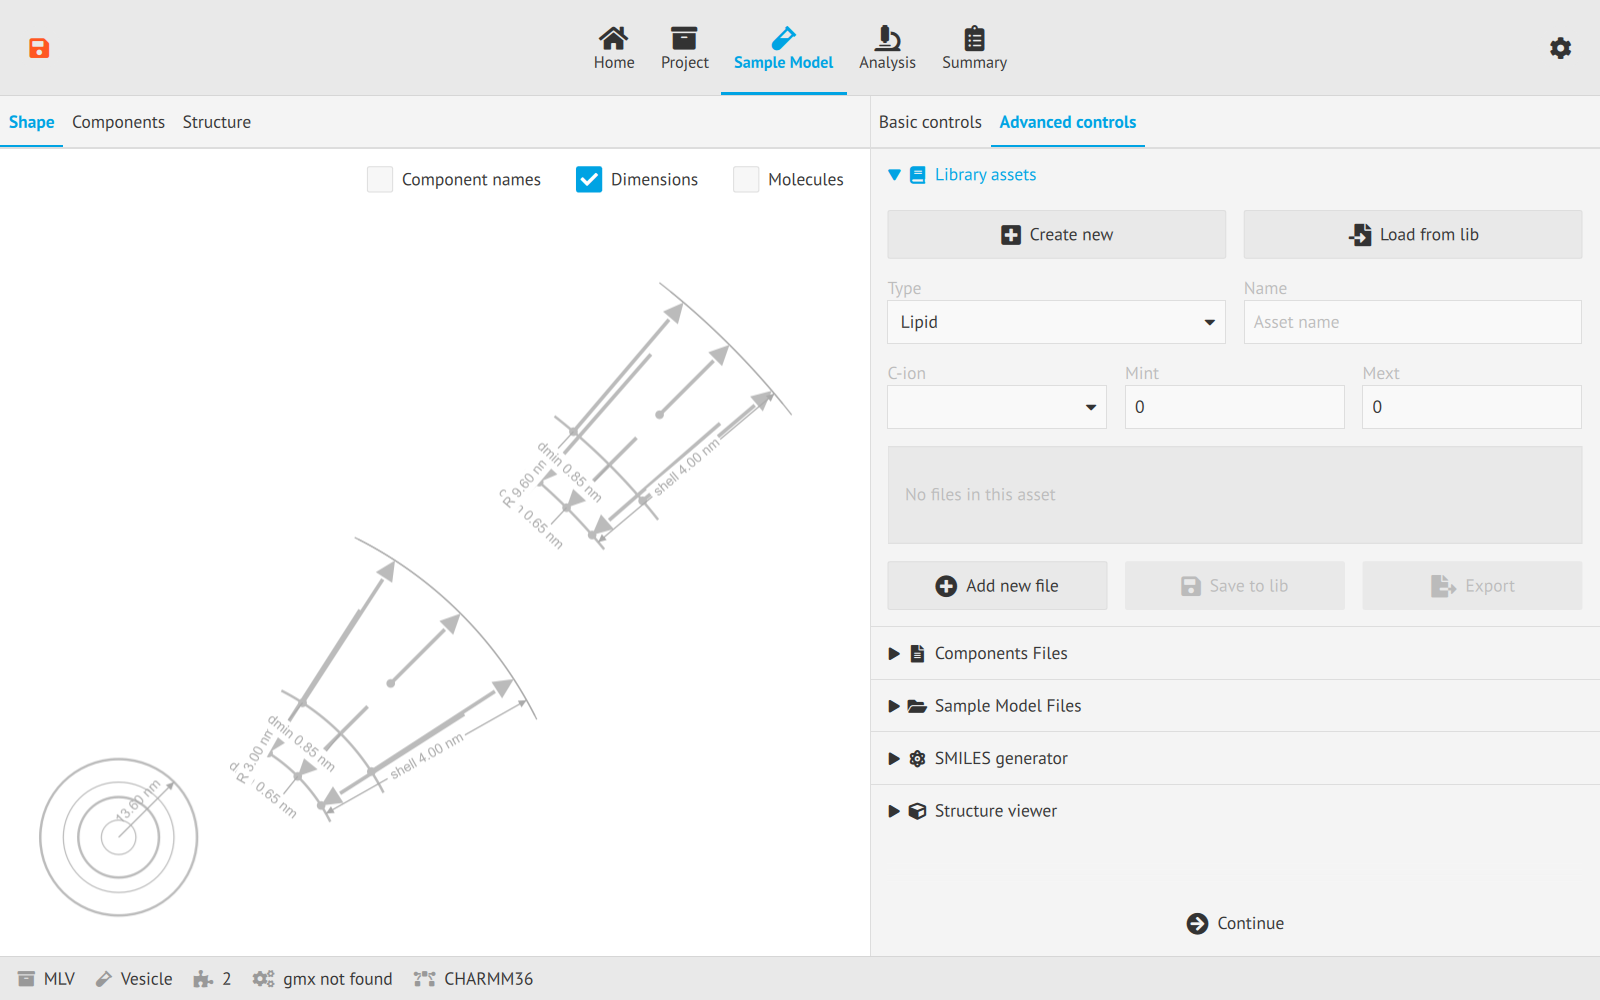 Home Project Sample Model Analysis Summary
Shape Components Structure
Basic controls Advanced controls
Component names Dimensions Molecules
Library assets
Create new Load from lib
Type Name
Lipid Asset name
C-ion Mint Mext
0 0
No files in this asset
Add new file Save to lib Export
Components Files
Sample Model Files
SMILES generator
Structure viewer
Continue
dmin 0.85 nm
R 9.60 nm
0.65 nm
shell 4.00 nm
dmin 0.85 nm
R 3.00 nm
0.65 nm
shell 4.00 nm
13.60 nm
MLV Vesicle 2 gmx not found CHARMM36